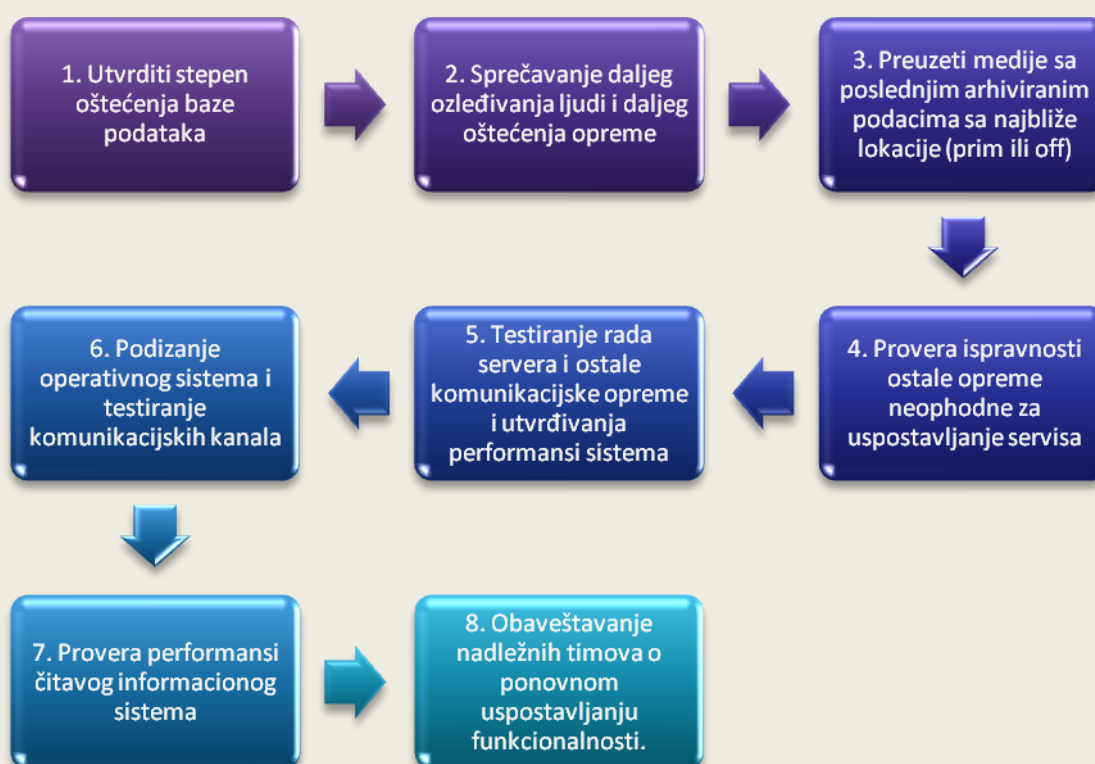 1. Utvrditi stepen
oštećenja baze
podataka
2. Sprečavanje daljeg
ozleđivanja ljudi i daljeg
oštećenja opreme
3. Preuzeti medije sa
poslednjim arhiviranim
podacima sa najbliže
lokacije (prim ili off)
4. Provera ispravnosti
ostale opreme
neophodne za
uspostavljanje servisa
5. Testiranje rada
servera i ostale
komunikacijske opreme
i utvrđivanja
performansi sistema
6. Podizanje
operativnog sistema i
testiranje
komunikacijskih kanala
7. Provera performansi
čitavog informacionog
sistema
8. Obaveštavanje
nadležnih timova o
ponovnom
uspostavljanju
funkcionalnosti.